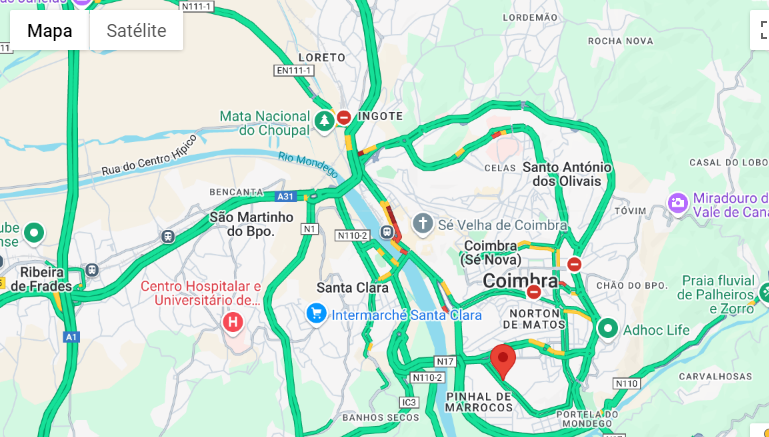 Mapa
Satélite
N111-1
LORDEMÃO
ROCHA NOVA
LORETO
EN111-1
Mata Nacional
do Choupal
INGOTE
Rua do Centro Hípico
Rio Mondego
CELAS
Santo António
dos Olivais
CASAL DO LOBO
BENCANTA
A31
TÓVIM
Miradouro d
Vale de Cana
São Martinho
do Bpo.
N1
N110-2
Sé Velha de Coimbra
Coimbra
(Sé Nova)
Ribeira
de Frades
Centro Hospitalar e
Universitário de...
Santa Clara
Coimbra
CHÃO DO BPO.
Praia fluvial
de Palheiros
e Zorro
Intermarché Santa Clara
NORTON
DE MATOS
Adhoc Life
A1
N17
N110-2
N110
CARVALHOSAS
IC3
PINHAL DE
MARROCOS
BANHOS SECOS
PORTELA DO
MONDEGO